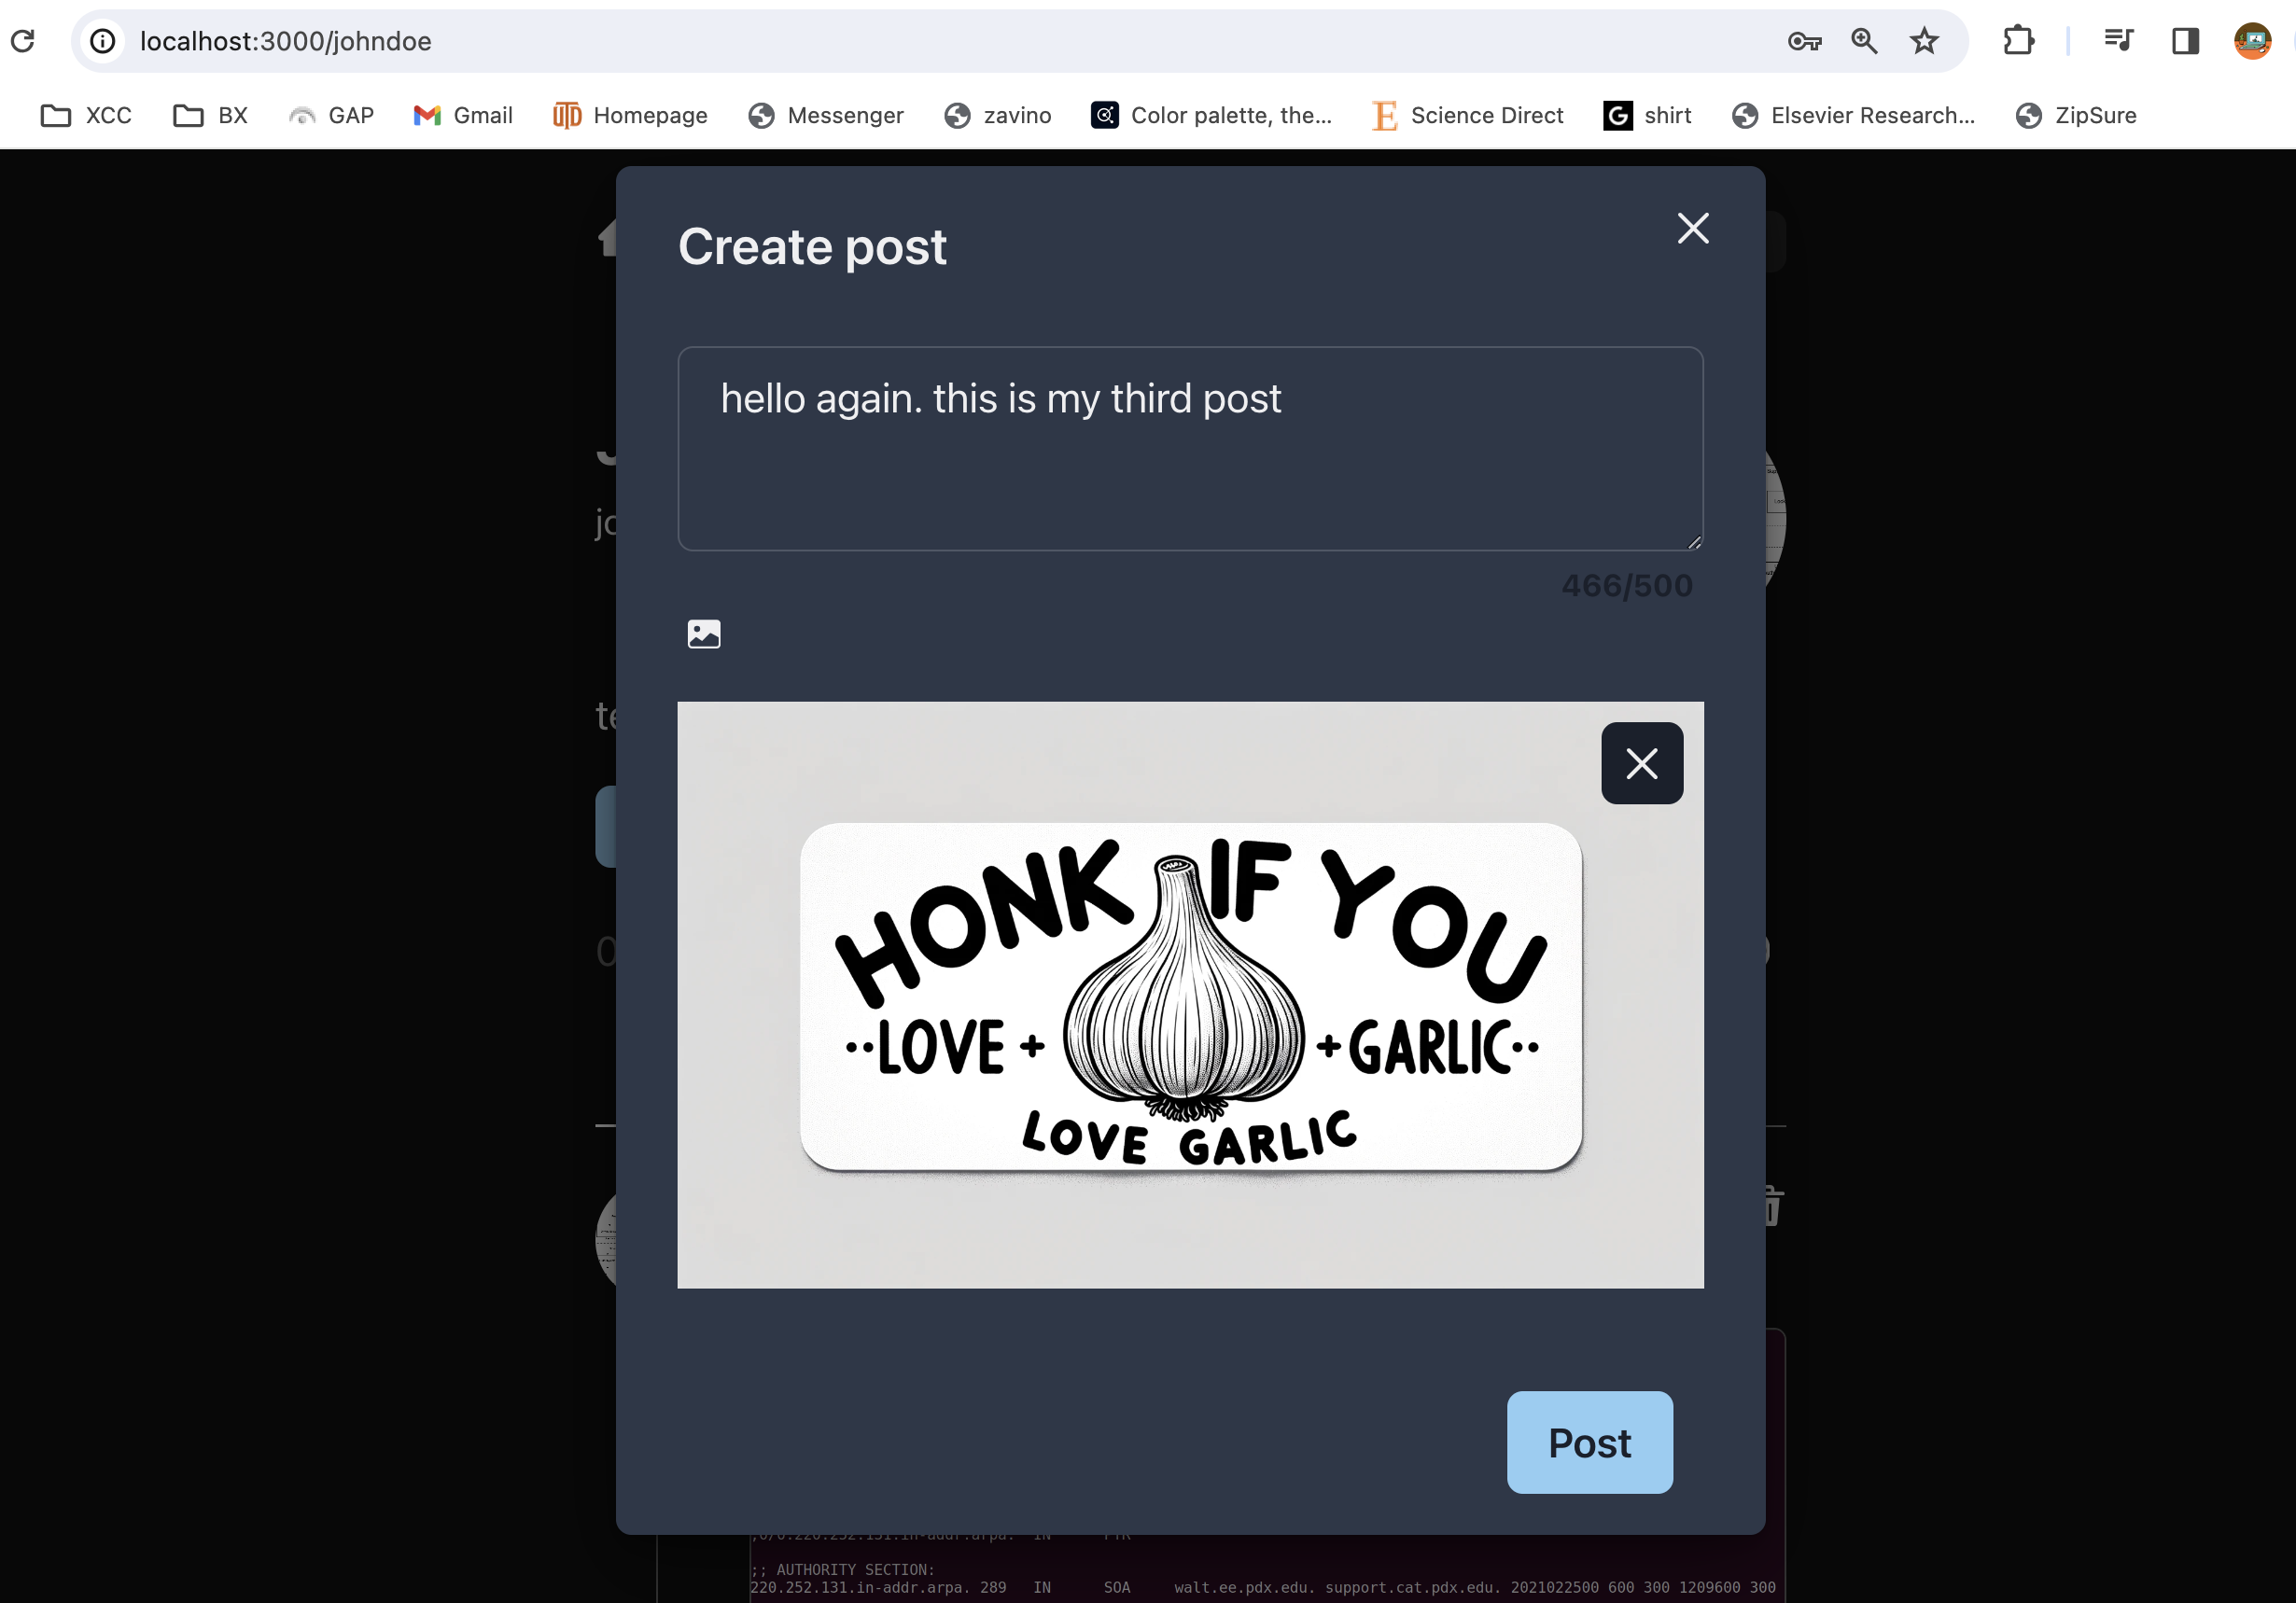 localhost:3000/johndoe
XCC BX GAP Gmail Homepage Messenger zavino Color palette, the... Science Direct shirt Elsevier Research... ZipSure
Create post
hello again. this is my third post
466/500
HONK IF YOU
··LOVE + +GARLIC··
LOVE GARLIC
Post
;; AUTHORITY SECTION:
220.252.131.in-addr.arpa. 289 IN SOA walt.ee.pdx.edu. support.cat.pdx.edu. 2021022500 600 300 1209600 300